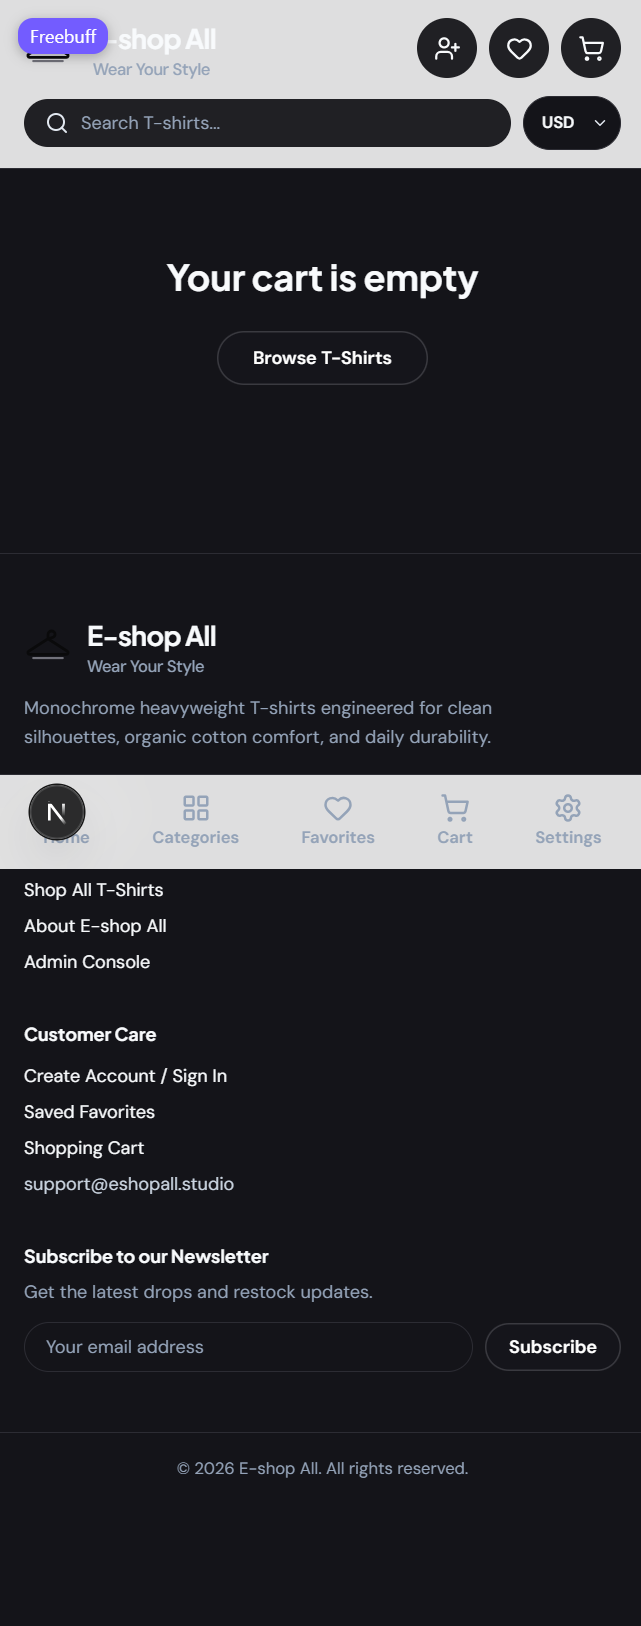 Freebuff
-shop All
Wear Your Style
Search T-shirts...
USD
Your cart is empty
Browse T-Shirts
E-shop All
Wear Your Style
Monochrome heavyweight T-shirts engineered for clean
silhouettes, organic cotton comfort, and daily durability.
N
Home
Categories
Favorites
Cart
Settings
Shop All T-Shirts
About E-shop All
Admin Console
Customer Care
Create Account / Sign In
Saved Favorites
Shopping Cart
support@eshopall.studio
Subscribe to our Newsletter
Get the latest drops and restock updates.
Your email address
Subscribe
© 2026 E-shop All. All rights reserved.